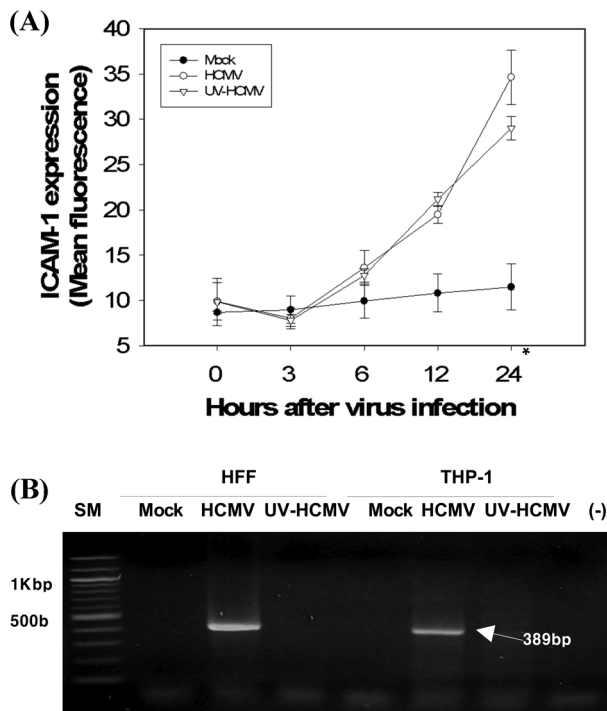 (A)
40
35
30
25
20
15
10
5
ICAM-1 expression
(Mean fluorescence)
Mock
HCMV
UV-HCMV
0 3 6 12 24 *
Hours after virus infection
(B)
HFF THP-1
SM Mock HCMV UV-HCMV Mock HCMV UV-HCMV (-)
1Kbp
500b
389bp